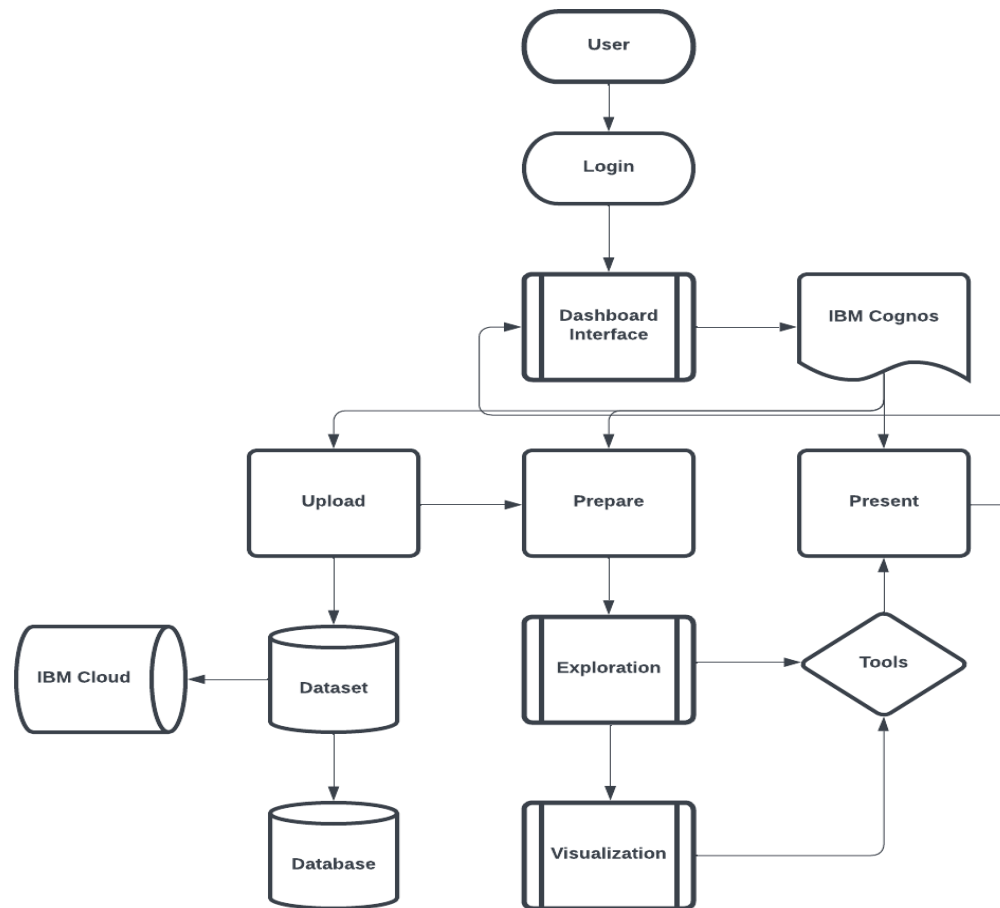 User
Login
Dashboard
Interface
IBM Cognos
Upload
Prepare
Present
IBM Cloud
Dataset
Exploration
Tools
Database
Visualization